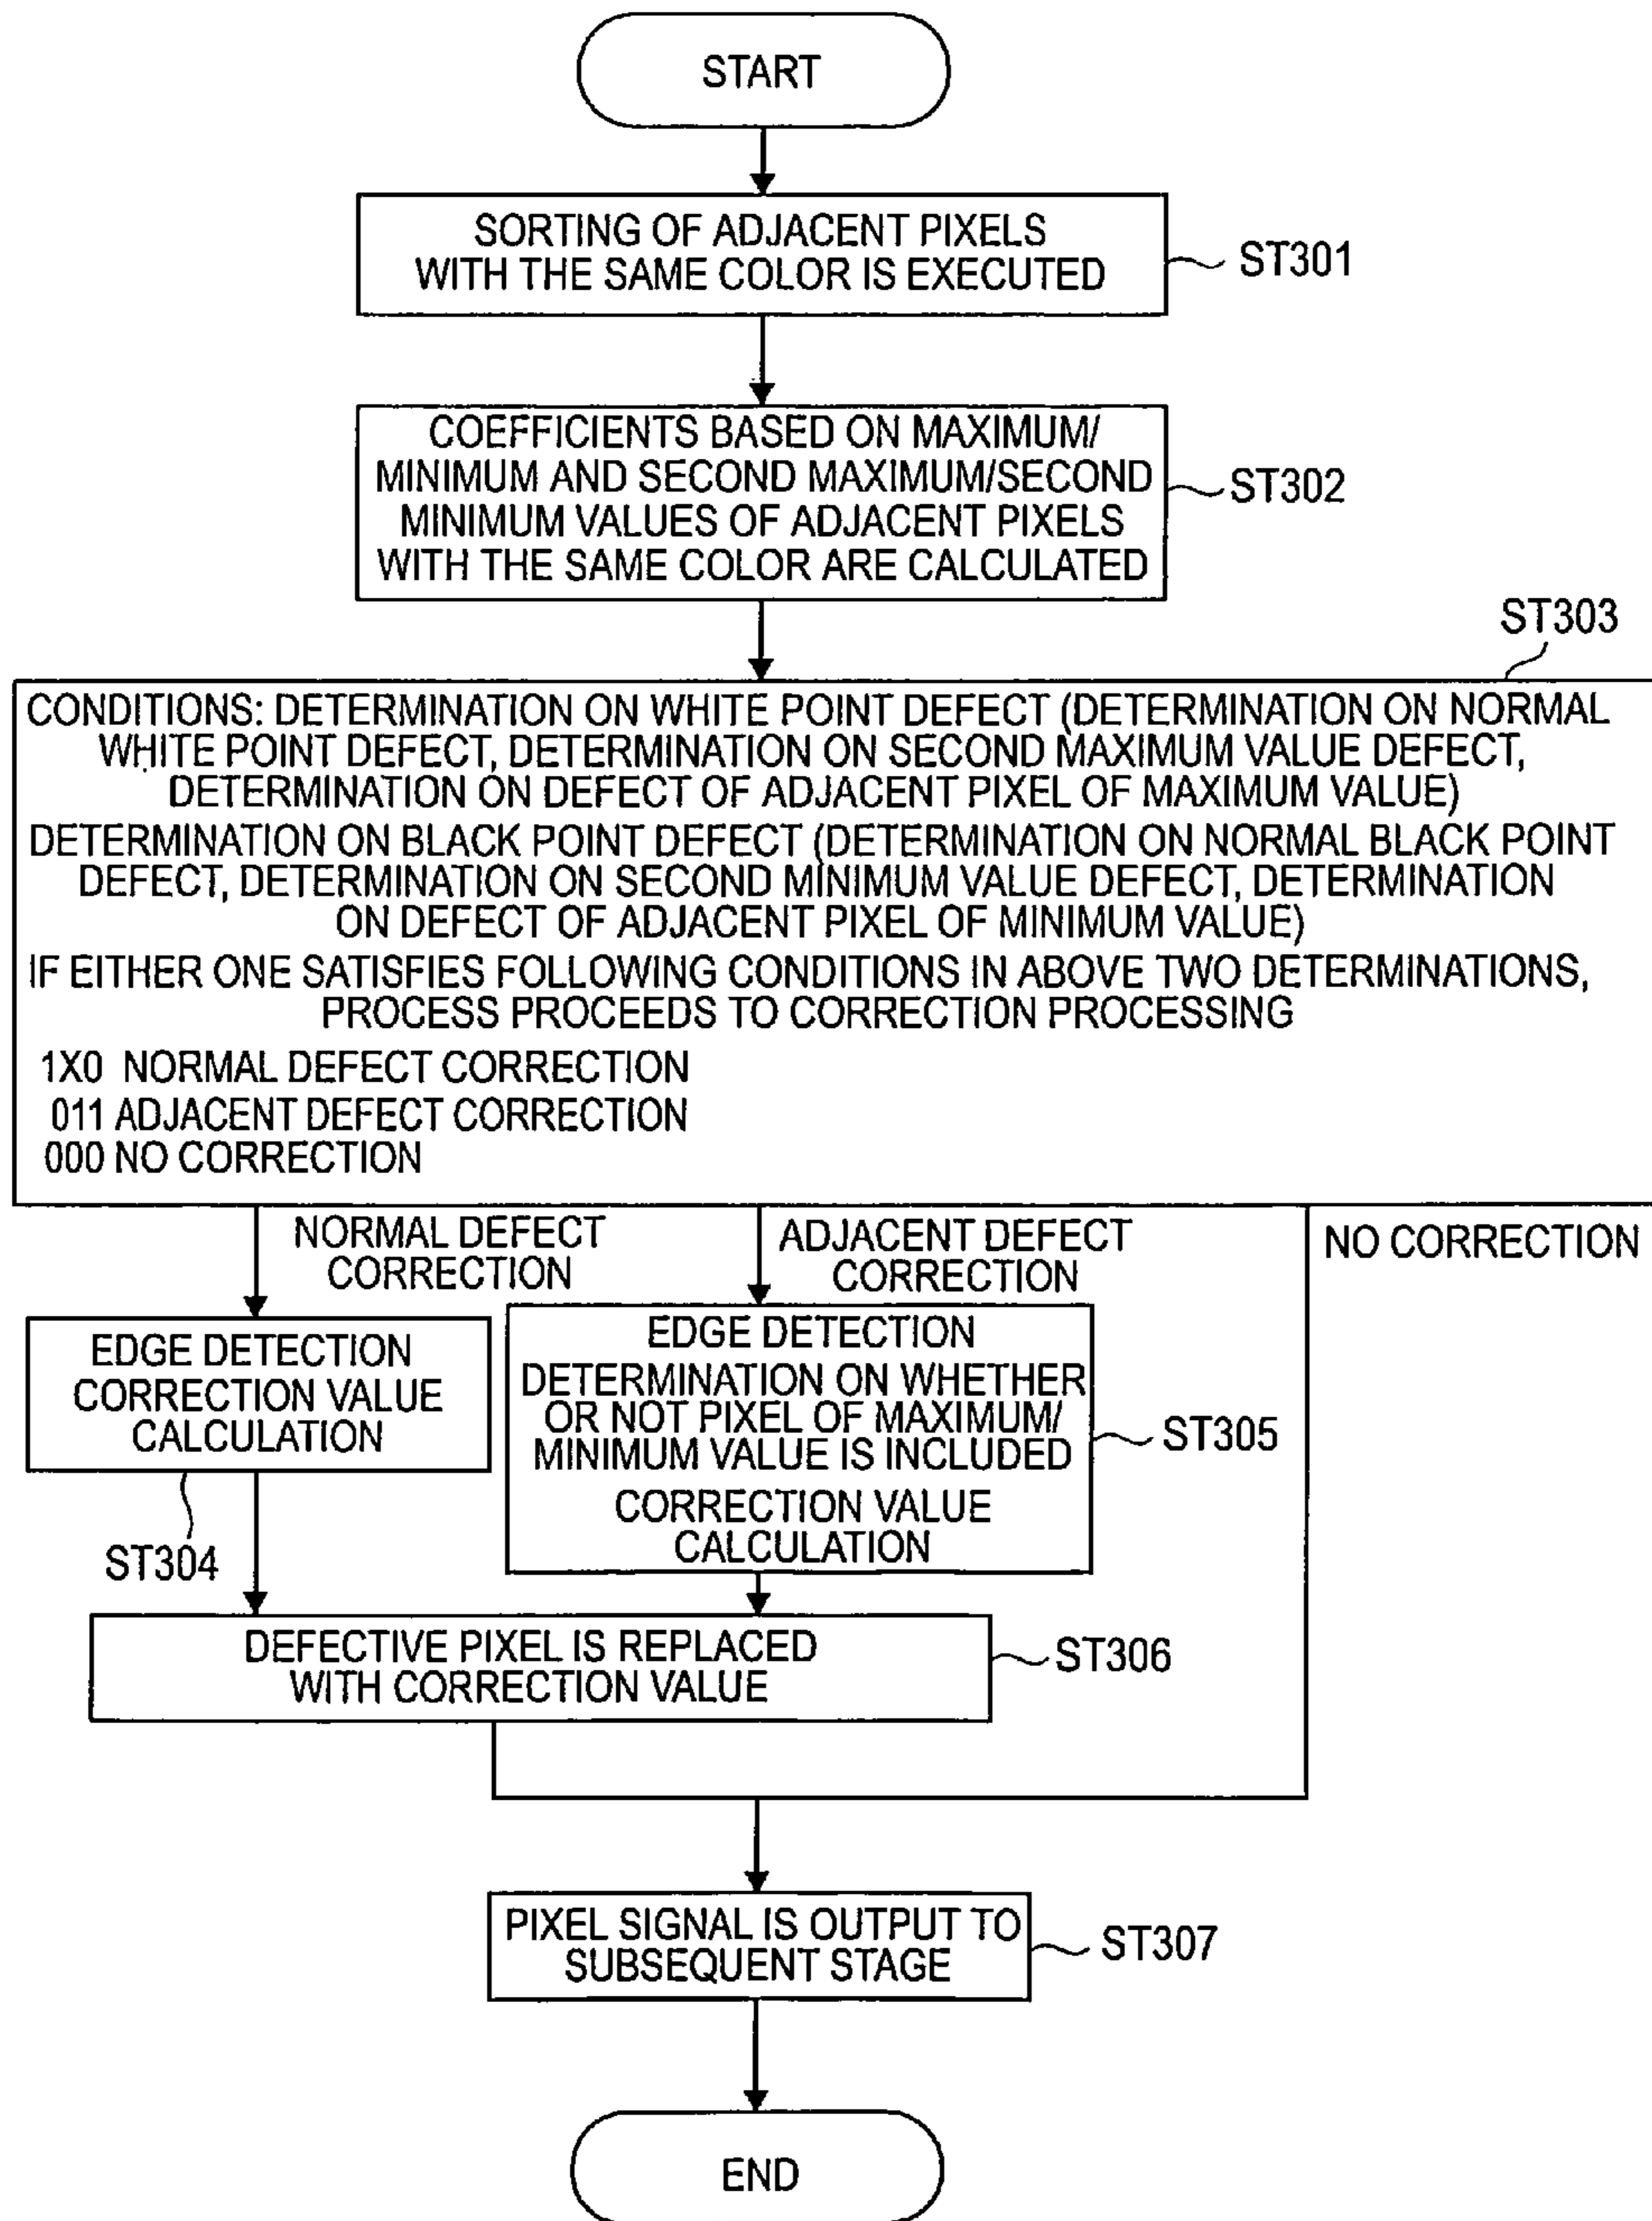 START
SORTING OF ADJACENT PIXELS
WITH THE SAME COLOR IS EXECUTED
ST301
COEFFICIENTS BASED ON MAXIMUM/
MINIMUM AND SECOND MAXIMUM/SECOND
MINIMUM VALUES OF ADJACENT PIXELS
WITH THE SAME COLOR ARE CALCULATED
ST302
ST303
CONDITIONS: DETERMINATION ON WHITE POINT DEFECT (DETERMINATION ON NORMAL
WHITE POINT DEFECT, DETERMINATION ON SECOND MAXIMUM VALUE DEFECT,
DETERMINATION ON DEFECT OF ADJACENT PIXEL OF MAXIMUM VALUE)
DETERMINATION ON BLACK POINT DEFECT (DETERMINATION ON NORMAL BLACK POINT
DEFECT, DETERMINATION ON SECOND MINIMUM VALUE DEFECT, DETERMINATION
ON DEFECT OF ADJACENT PIXEL OF MINIMUM VALUE)
IF EITHER ONE SATISFIES FOLLOWING CONDITIONS IN ABOVE TWO DETERMINATIONS,
PROCESS PROCEEDS TO CORRECTION PROCESSING
1X0 NORMAL DEFECT CORRECTION
011 ADJACENT DEFECT CORRECTION
000 NO CORRECTION
NORMAL DEFECT
CORRECTION
ADJACENT DEFECT
CORRECTION
NO CORRECTION
EDGE DETECTION
CORRECTION VALUE
CALCULATION
ST304
EDGE DETECTION
DETERMINATION ON WHETHER
OR NOT PIXEL OF MAXIMUM/
MINIMUM VALUE IS INCLUDED
CORRECTION VALUE
CALCULATION
ST305
DEFECTIVE PIXEL IS REPLACED
WITH CORRECTION VALUE
ST306
PIXEL SIGNAL IS OUTPUT TO
SUBSEQUENT STAGE
ST307
END